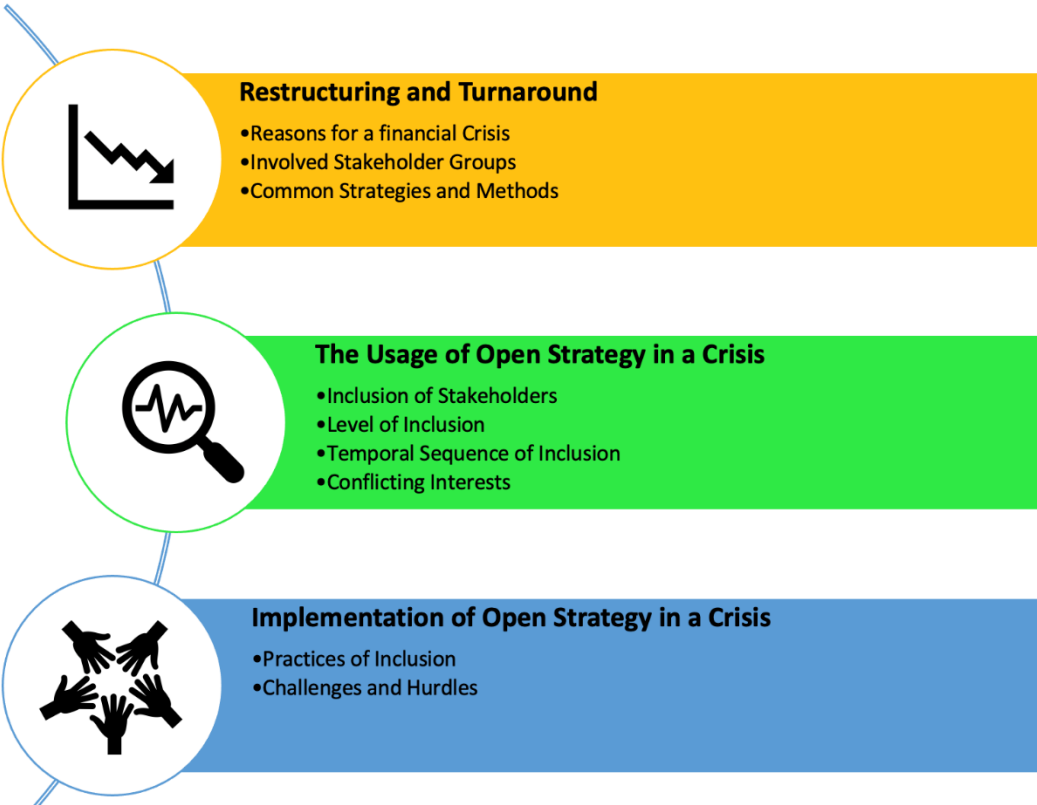 Restructuring and Turnaround
•Reasons for a financial Crisis
•Involved Stakeholder Groups
•Common Strategies and Methods
The Usage of Open Strategy in a Crisis
•Inclusion of Stakeholders
•Level of Inclusion
•Temporal Sequence of Inclusion
•Conflicting Interests
Implementation of Open Strategy in a Crisis
•Practices of Inclusion
•Challenges and Hurdles